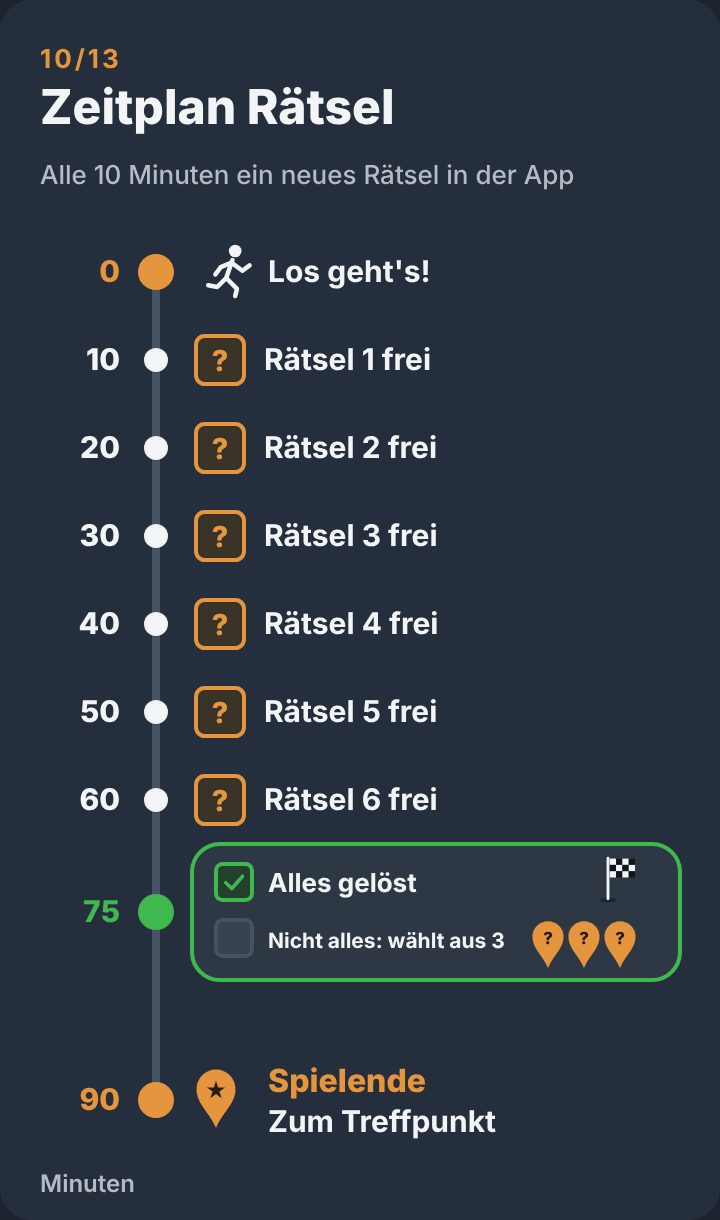 10/13
Zeitplan Rätsel
Alle 10 Minuten ein neues Rätsel in der App
0 Los geht's!
10 ? Rätsel 1 frei
20 ? Rätsel 2 frei
30 ? Rätsel 3 frei
40 ? Rätsel 4 frei
50 ? Rätsel 5 frei
60 ? Rätsel 6 frei
75 Alles gelöst
Nicht alles: wählt aus 3 ? ? ?
90 Spielende
Zum Treffpunkt
Minuten